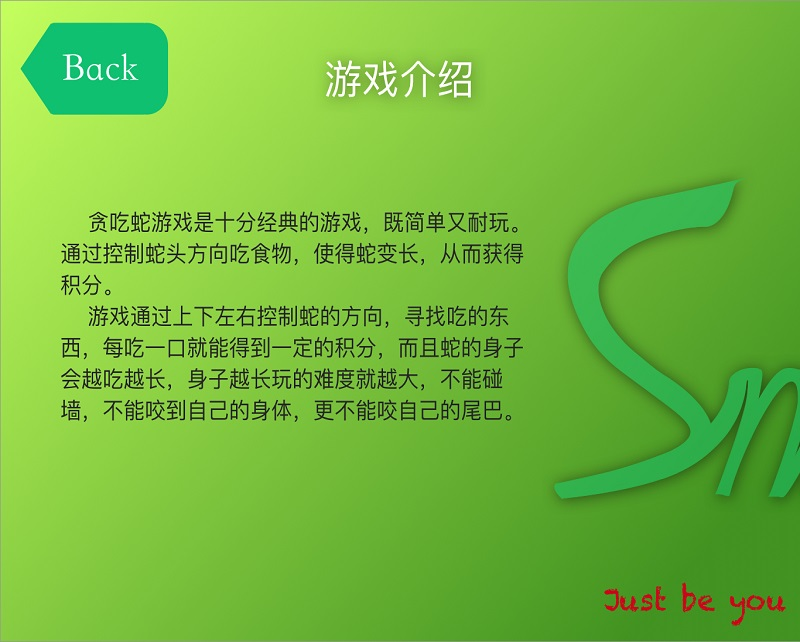 Back
游戏介绍
贪吃蛇游戏是十分经典的游戏，既简单又耐玩。
通过控制蛇头方向吃食物，使得蛇变长，从而获得
积分。
游戏通过上下左右控制蛇的方向，寻找吃的东
西，每吃一口就能得到一定的积分，而且蛇的身子
会越吃越长，身子越长玩的难度就越大，不能碰
墙，不能咬到自己的身体，更不能咬自己的尾巴。
Just be you